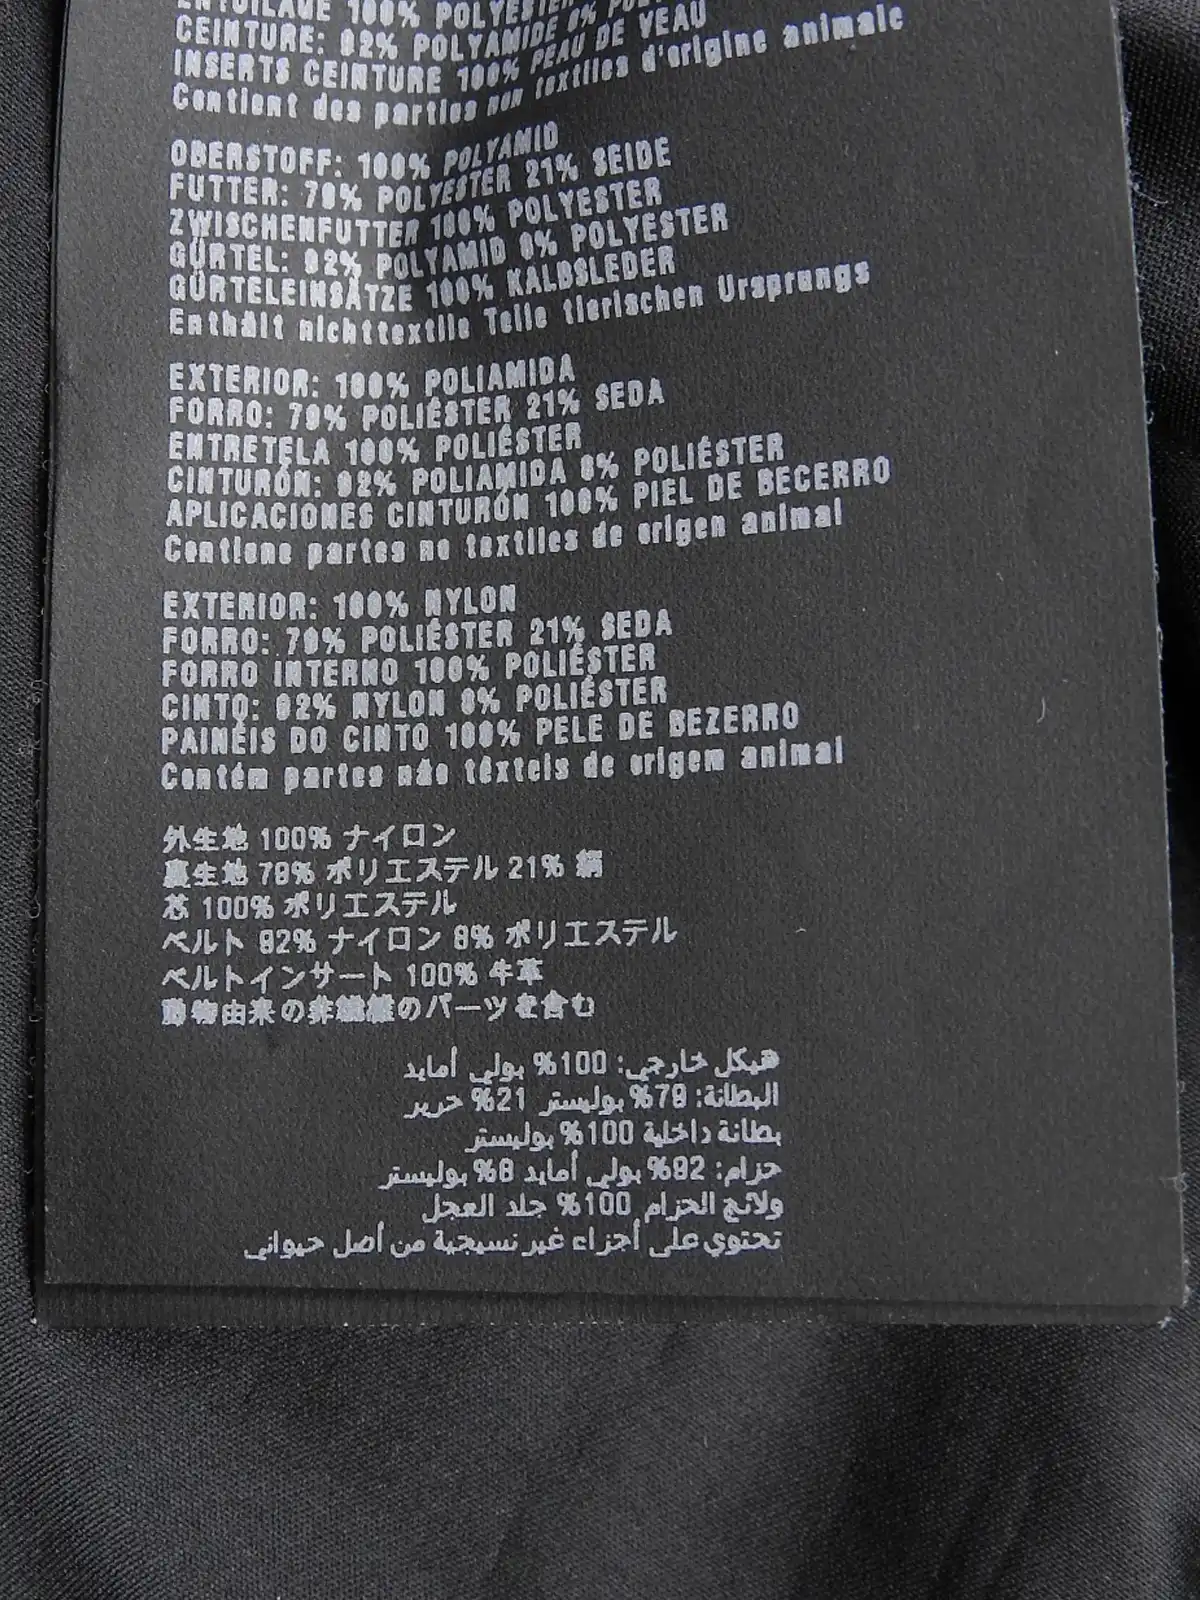 ENTOILAGE 100% POLYESTER
CEINTURE: 92% POLYAMIDE 8%
INSERTS CEINTURE 100% PEAU DE VEAU
Contient des parties non textiles d'origine animale
OBERSTOFF: 100% POLYAMID
FUTTER: 79% POLYESTER 21% SEIDE
ZWISCHENFUTTER 100% POLYESTER
GÜRTEL: 92% POLYAMID 8% POLYESTER
GÜRTELEINSÄTZE 100% KALBSLEDER
Enthält nichttextile Teile tierischen Ursprungs
EXTERIOR: 100% POLIAMIDA
FORRO: 79% POLIÉSTER 21% SEDA
ENTRETELA 100% POLIÉSTER
CINTURÓN: 92% POLIAMIDA 8% POLIÉSTER
APLICACIONES CINTURÓN 100% PIEL DE BECERRO
Contiene partes no textiles de origen animal
EXTERIOR: 100% NYLON
FORRO: 79% POLIÉSTER 21% SEDA
FORRO INTERNO 100% POLIÉSTER
CINTO: 92% NYLON 8% POLIÉSTER
PAINÉIS DO CINTO 100% PELE DE BEZERRO
Contém partes não têxteis de origem animal
外生地 100% ナイロン
裏生地 79% ポリエステル 21% 絹
芯 100% ポリエステル
ベルト 92% ナイロン 8% ポリエステル
ベルトインサート 100% 牛革
動物由来の非繊維のパーツを含む
هيكل خارجي: 100% بولي أمايد
البطانة: 79% بوليستر 21% حرير
بطانة داخلية 100% بوليستر
حزام: 92% بولي أمايد 8% بوليستر
ولائج الحزام 100% جلد العجل
تحتوي على أجزاء غير نسيجية من أصل حيواني